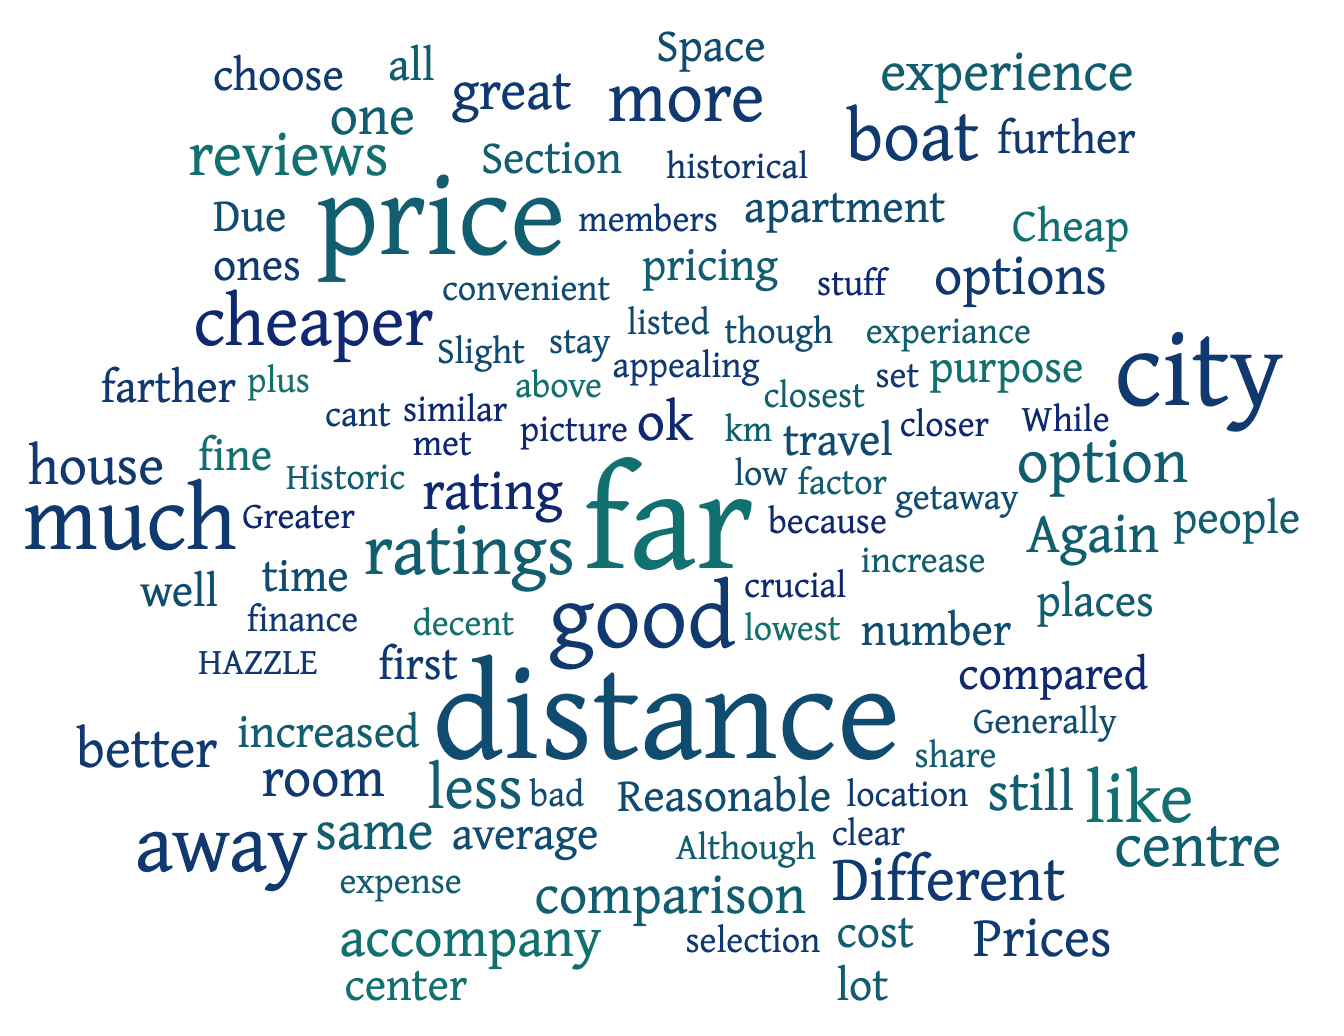 Space
choose all great more experience
one boat further
reviews Section historical
Due price members apartment Cheap
ones convenient pricing stuff options
cheaper Slight stay listed though experiance
farther plus above appealing closest set purpose city
cant similar picture ok km travel closer While
met
house fine Historic rating far low factor getaway option
much Greater ratings because Again people
well time crucial increase places
finance decent good lowest number
HAZZLE first distance compared
better increased Generally
room less bad Reasonable location share still like
away same average Although clear centre
expense comparison Different
accompany selection cost Prices
center lot